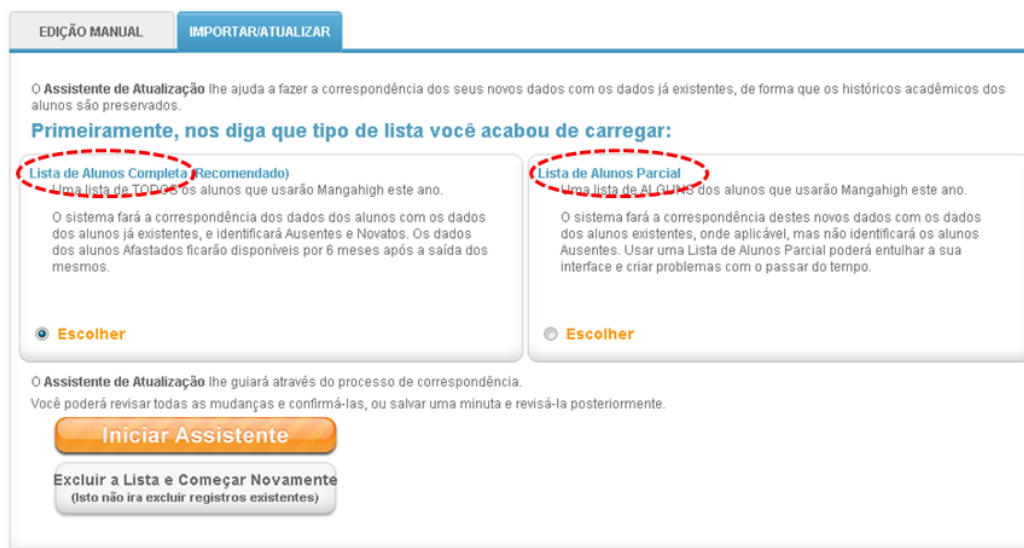 EDIÇÃO MANUAL
IMPORTAR/ATUALIZAR
O Assistente de Atualização lhe ajuda a fazer a correspondência dos seus novos dados com os dados já existentes, de forma que os históricos acadêmicos dos
alunos são preservados.
Primeiramente, nos diga que tipo de lista você acabou de carregar:
Lista de Alunos Completa (Recomendado)
Uma lista de TODOS os alunos que usarão Mangahigh este ano.
O sistema fará a correspondência dos dados dos alunos com os dados
dos alunos já existentes, e identificará Ausentes e Novatos. Os dados
dos alunos Afastados ficarão disponíveis por 6 meses após a saída dos
mesmos.
Escolher
Lista de Alunos Parcial
Uma lista de ALGUNS dos alunos que usarão Mangahigh este ano.
O sistema fará a correspondência destes novos dados com os dados
dos alunos existentes, onde aplicável, mas não identificará os alunos
Ausentes. Usar uma Lista de Alunos Parcial poderá entulhar a sua
interface e criar problemas com o passar do tempo.
Escolher
O Assistente de Atualização lhe guiará através do processo de correspondência.
Você poderá revisar todas as mudanças e confirmá-las, ou salvar uma minuta e revisá-la posteriormente.
Iniciar Assistente
Excluir a Lista e Começar Novamente
(Isto não ira excluir registros existentes)